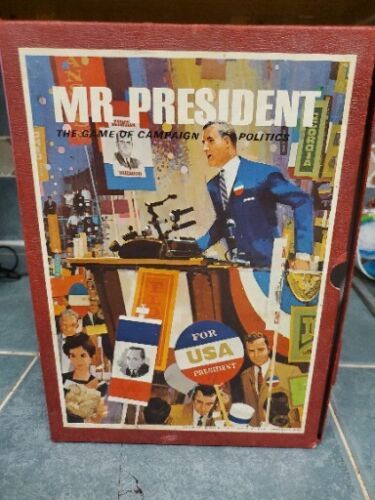 MR. PRESIDENT
THE GAME OF CAMPAIGN POLITICS
FOR
USA
PRESIDENT